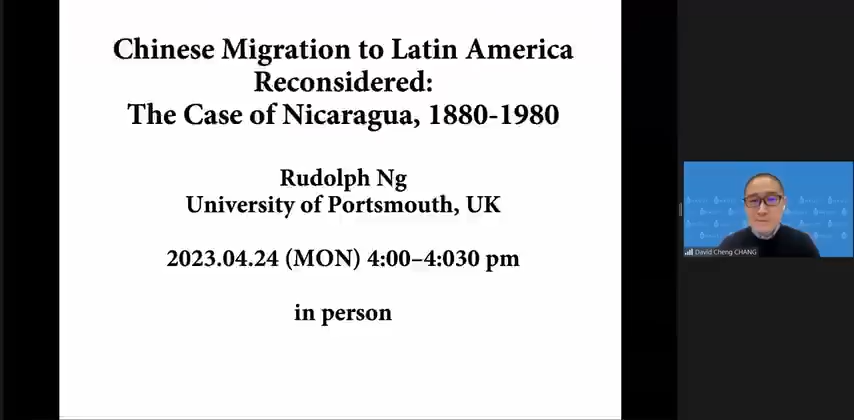 Chinese Migration to Latin America
Reconsidered:
The Case of Nicaragua, 1880-1980
Rudolph Ng
University of Portsmouth, UK
2023.04.24 (MON) 4:00–4:030 pm
in person
David Cheng CHANG